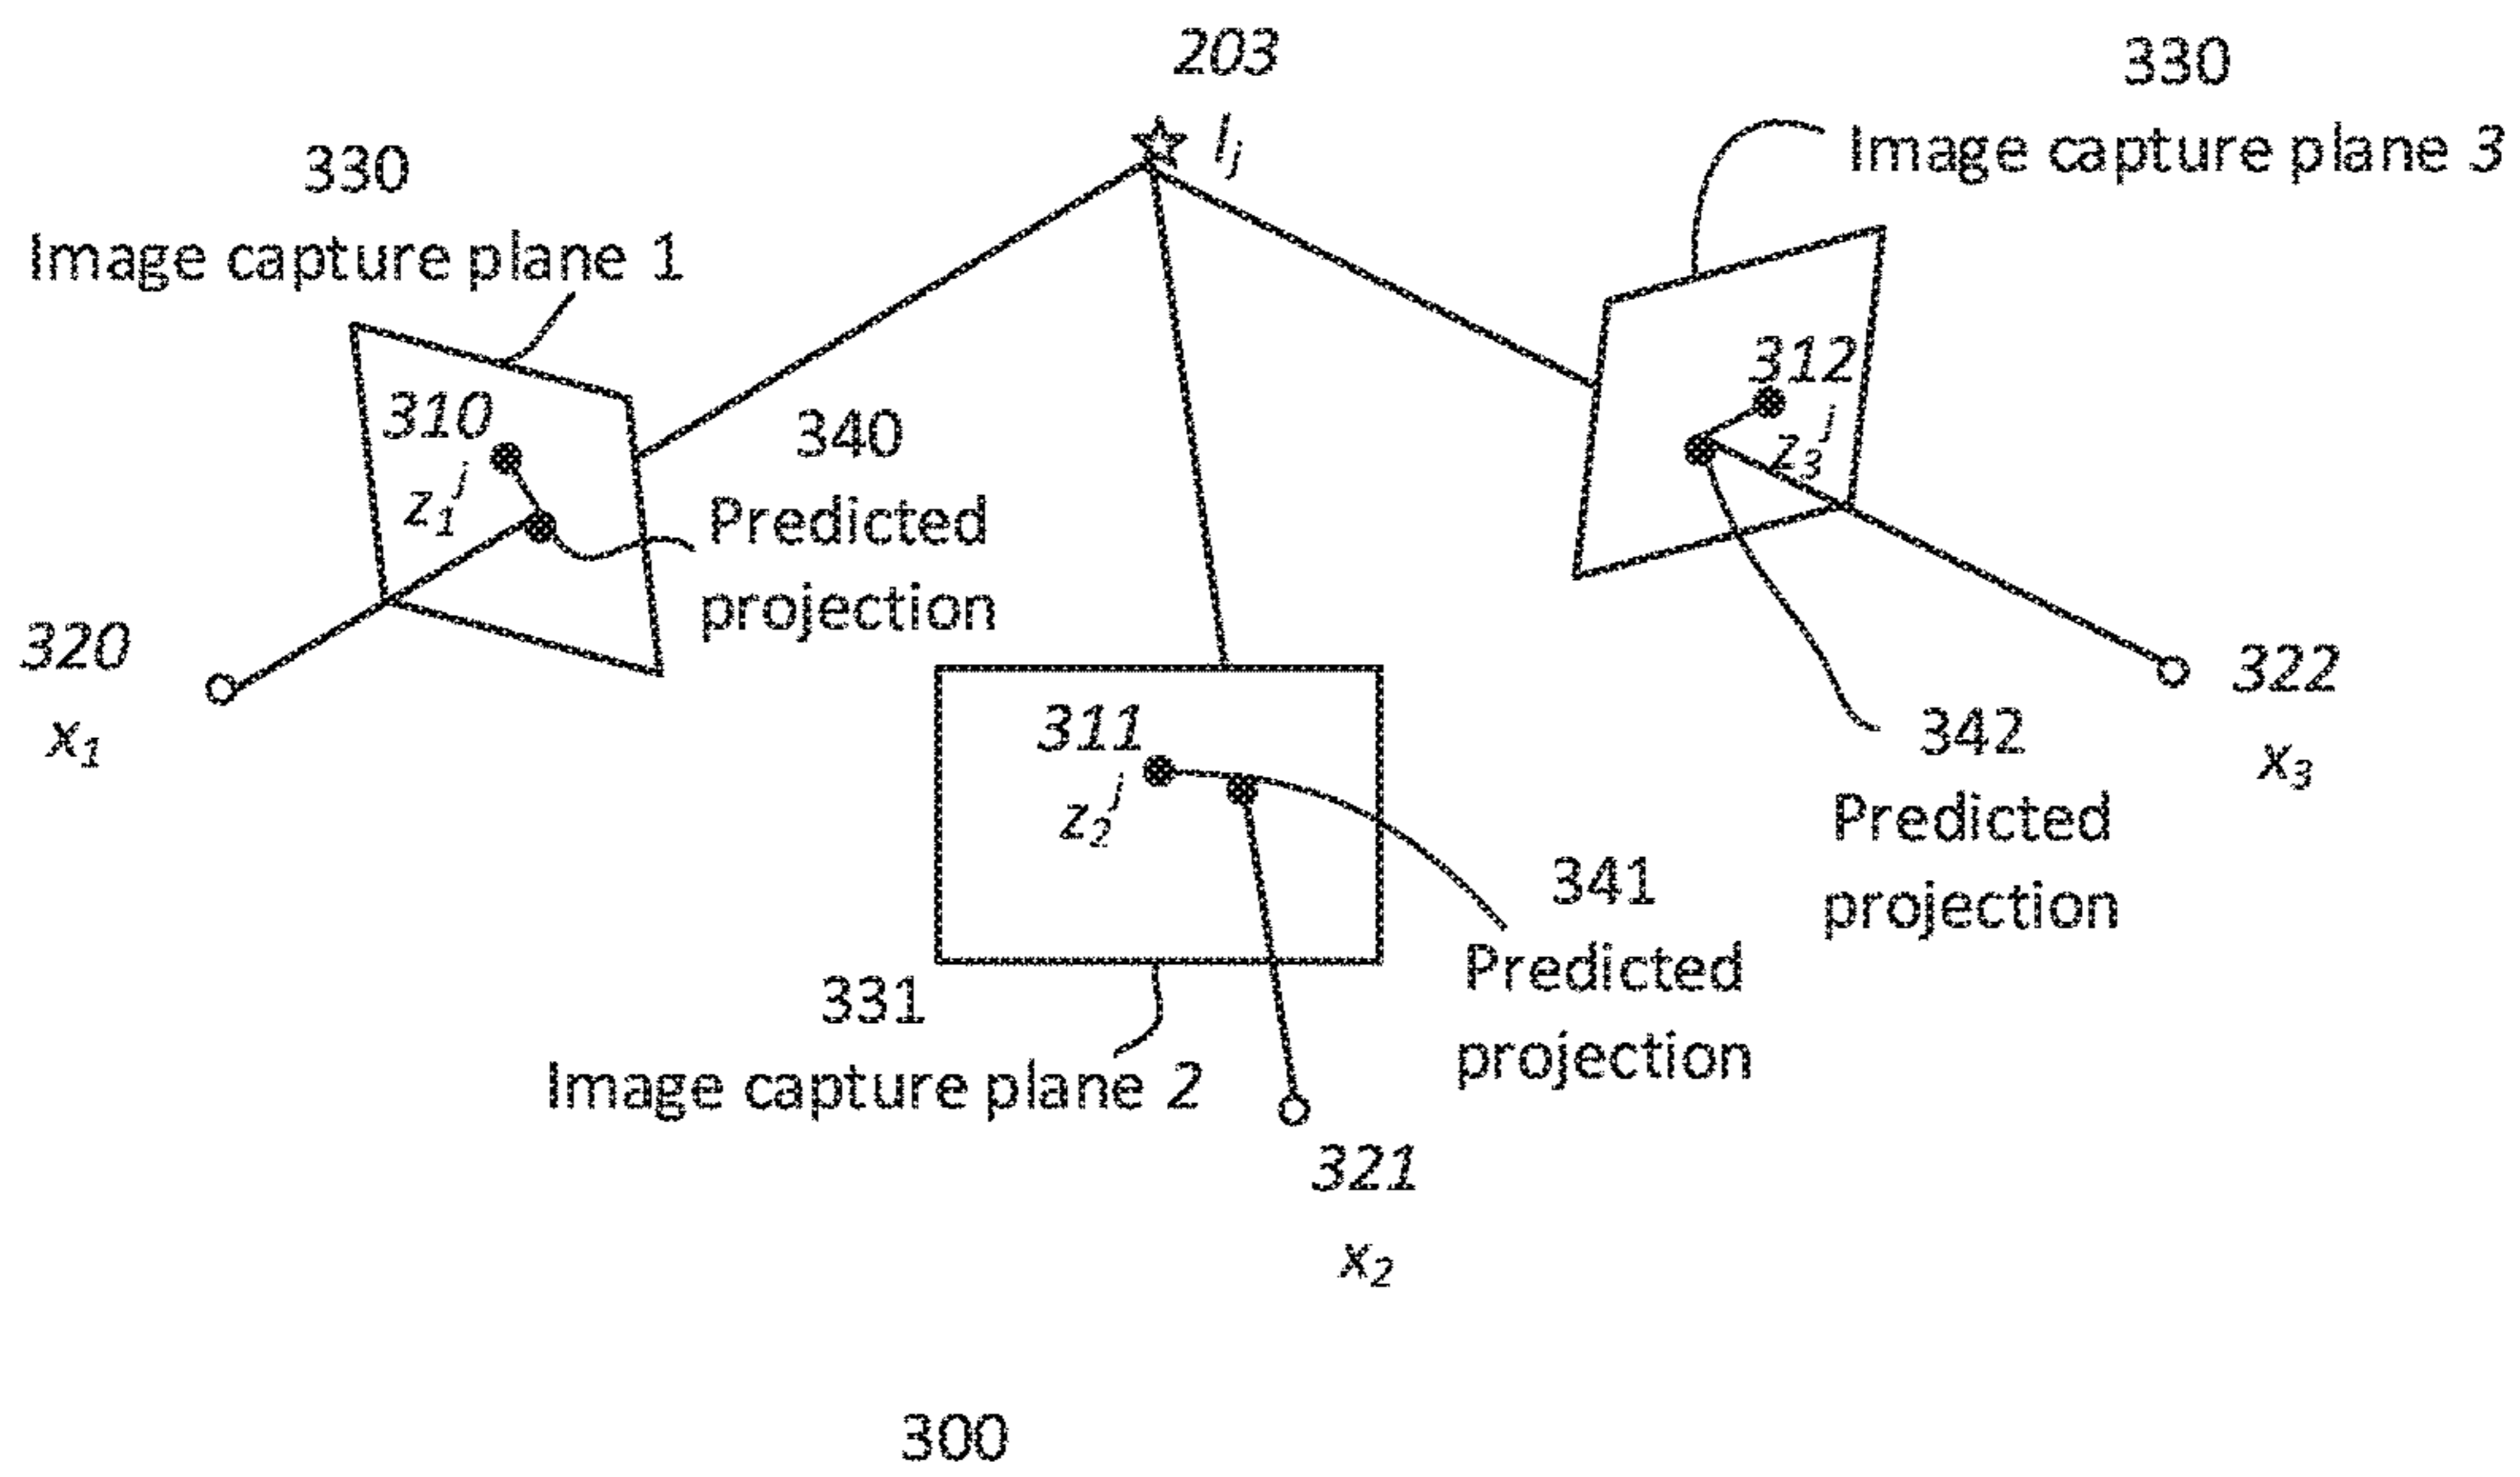 203
l_j
330
Image capture plane 3
330
Image capture plane 1
312
z_3^j
310
z_1^j
340
Predicted
projection
320
x_1
322
x_3
311
z_2^j
342
Predicted
projection
341
Predicted
projection
331
Image capture plane 2
321
x_2
300